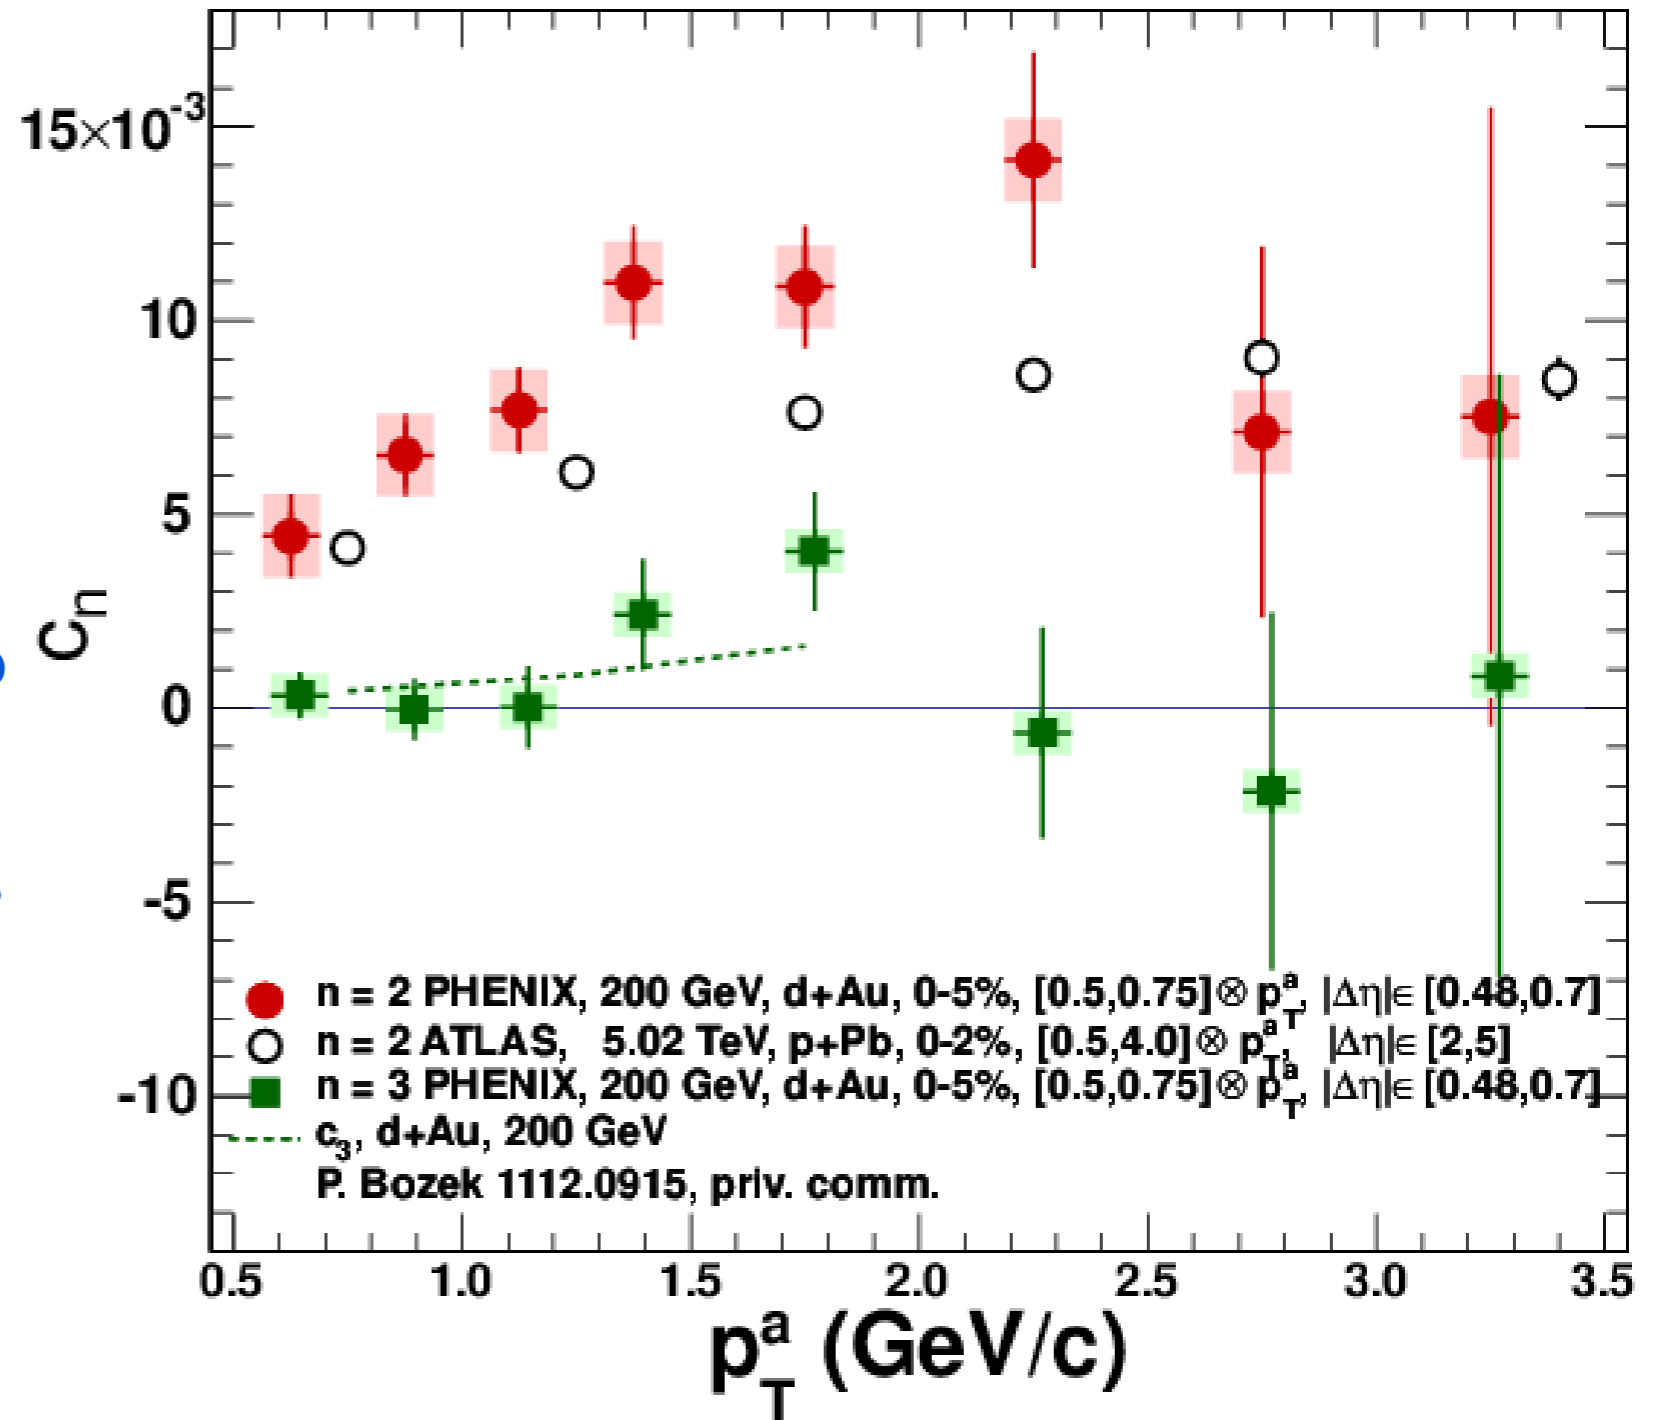 15×10⁻³
10
5
0
-5
-10
cₙ
n = 2 PHENIX, 200 GeV, d+Au, 0-5%, [0.5,0.75]⊗ p_T^a, |Δη|∈ [0.48,0.7]
n = 2 ATLAS, 5.02 TeV, p+Pb, 0-2%, [0.5,4.0]⊗ p_T^a, |Δη|∈ [2,5]
n = 3 PHENIX, 200 GeV, d+Au, 0-5%, [0.5,0.75]⊗ p_T^a, |Δη|∈ [0.48,0.7]
c₃, d+Au, 200 GeV
P. Bozek 1112.0915, priv. comm.
0.5 1.0 1.5 2.0 2.5 3.0 3.5
p_T^a (GeV/c)